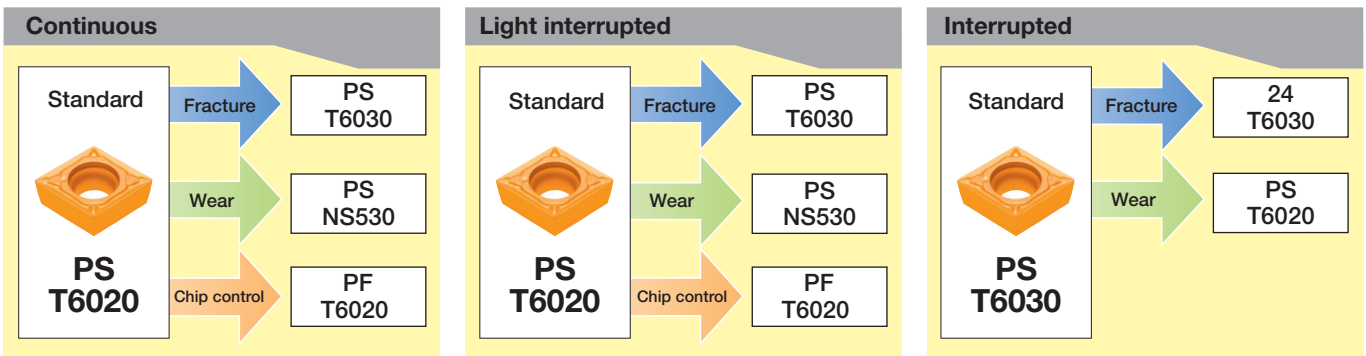 Continuous
Standard
PS
T6020
Fracture
PS
T6030
Wear
PS
NS530
Chip control
PF
T6020
Light interrupted
Standard
PS
T6020
Fracture
PS
T6030
Wear
PS
NS530
Chip control
PF
T6020
Interrupted
Standard
PS
T6030
Fracture
24
T6030
Wear
PS
T6020